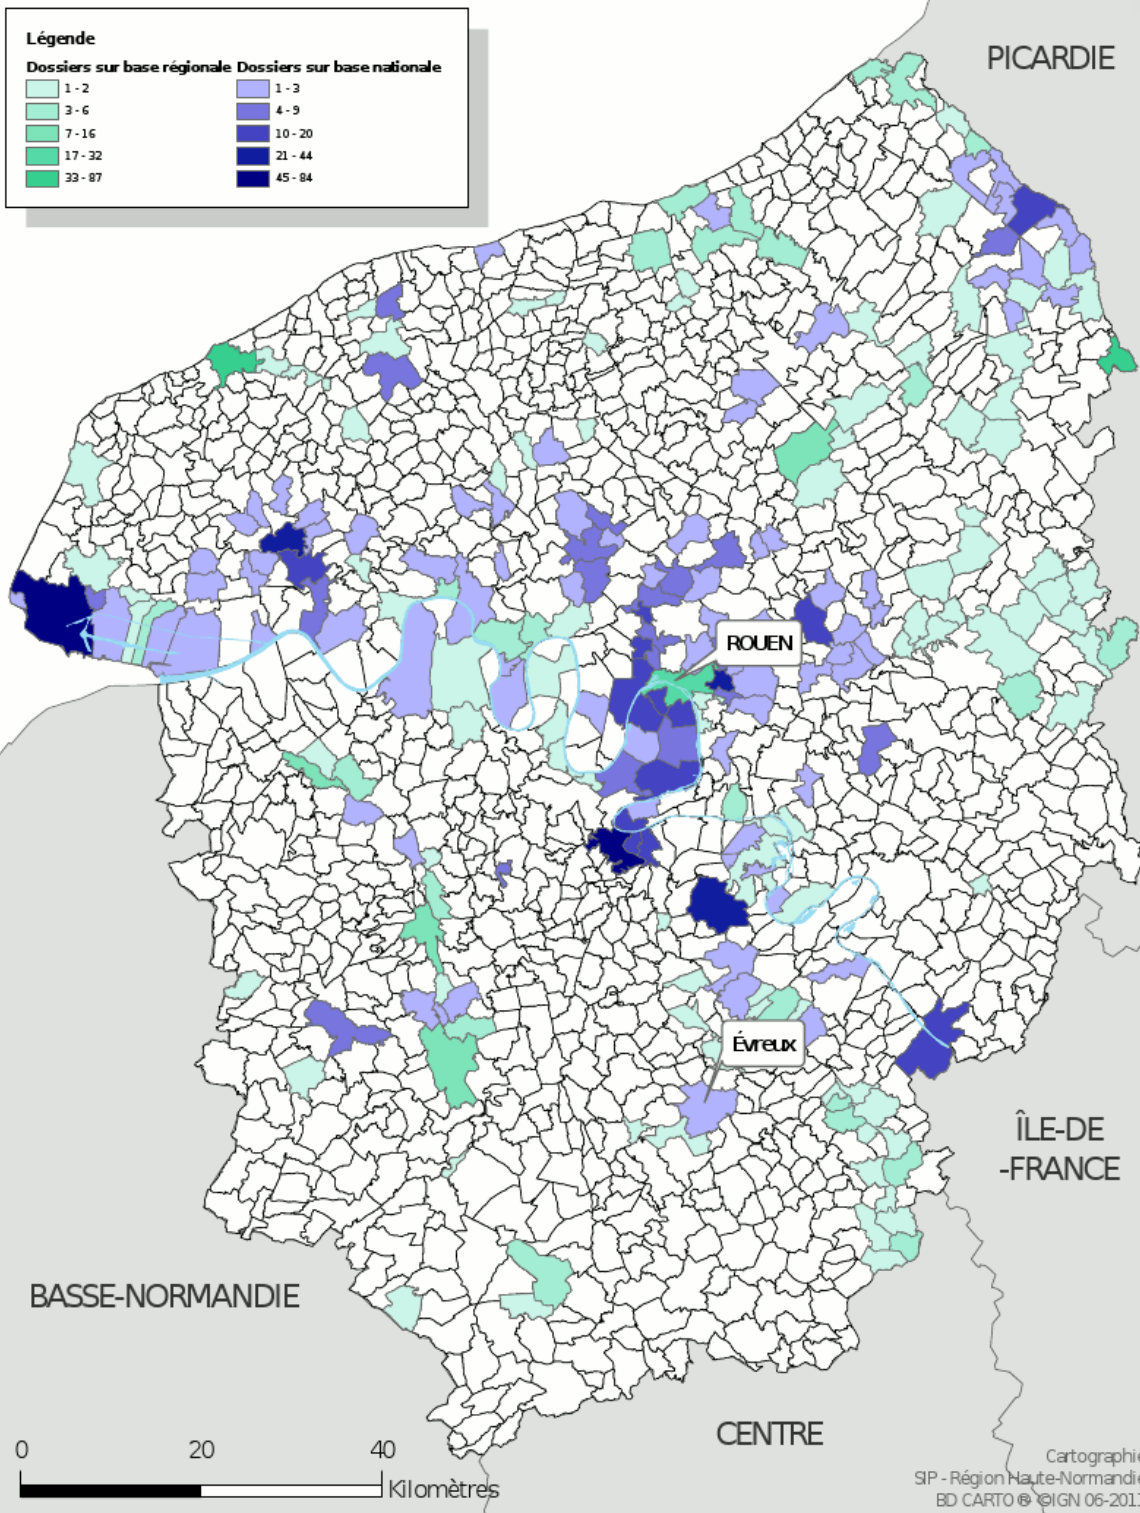 Légende
Dossiers sur base régionale Dossiers sur base nationale
1 - 2 1 - 3
3 - 6 4 - 9
7 - 16 10 - 20
17 - 32 21 - 44
33 - 87 45 - 84
PICARDIE
ROUEN
Évreux
ÎLE-DE
-FRANCE
BASSE-NORMANDIE
CENTRE
0 20 40
Kilomètres
Cartographie
SIP - Région Haute-Normandie
BD CARTO ® ©IGN 06-2011